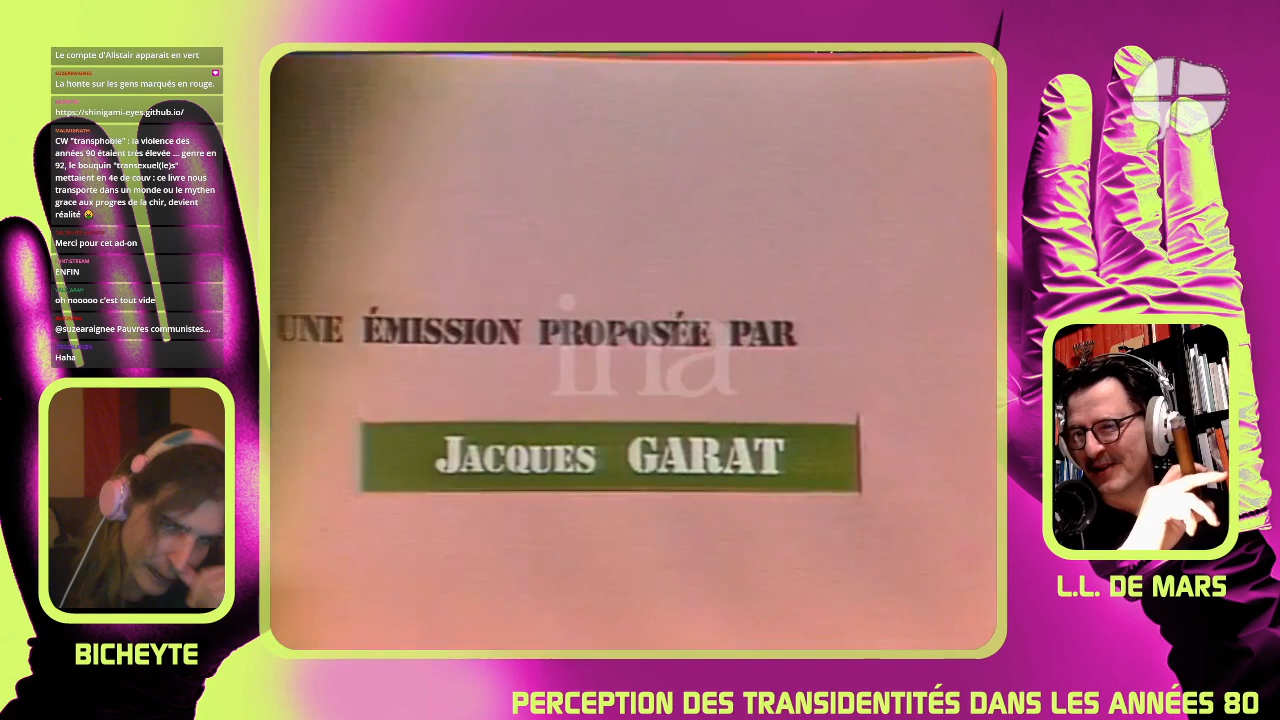 Le compte d'Alistair apparait en vert
SUZEARAIGNEE
La honte sur les gens marqués en rouge.
https://shinigami-eyes.github.io/
MALMIGNATH
CW "transphobie" : la violence des
années 90 étaient très élevée ... genre en
92, le bouquin "transexuel(le)s"
mettaient en 4e de couv : ce livre nous
transporte dans un monde ou le mythen
grace aux progres de la chir, devient
réalité 🤮
Merci pour cet ad-on
ENFIN
oh nooooo c'est tout vide
@suzearaignee Pauvres communistes...
Haha
UNE ÉMISSION PROPOSÉE PAR
ina
JACQUES GARAT
BICHEYTE
L.L. DE MARS
PERCEPTION DES TRANSIDENTITÉS DANS LES ANNÉES 80